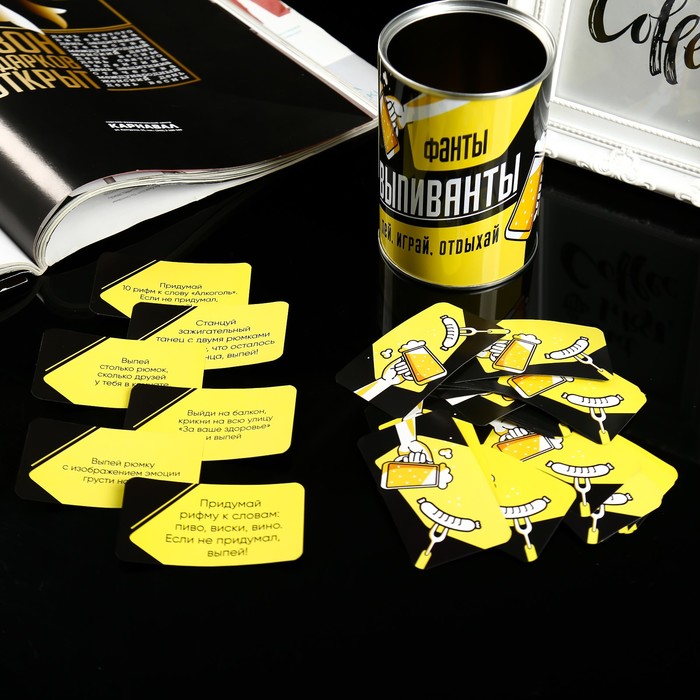 ОТКРЫТ
КАРНАВАЛ
Coffee
фанты
ВЫПИВАНТЫ
пей, играй, отдыхай
Придумай
10 рифм к слову «Алкоголь».
Если не придумал,
Станцуй
зажигательный
танец с двумя рюмками
что осталось
выпей!
Выпей
столько рюмок,
сколько друзей
у тебя в
Выйди на балкон,
крикни на всю улицу
«За ваше здоровье»
и выпей
Выпей рюмку
с изображением эмоции
грусти
Придумай
рифму к словам:
пиво, виски, вино.
Если не придумал,
выпей!